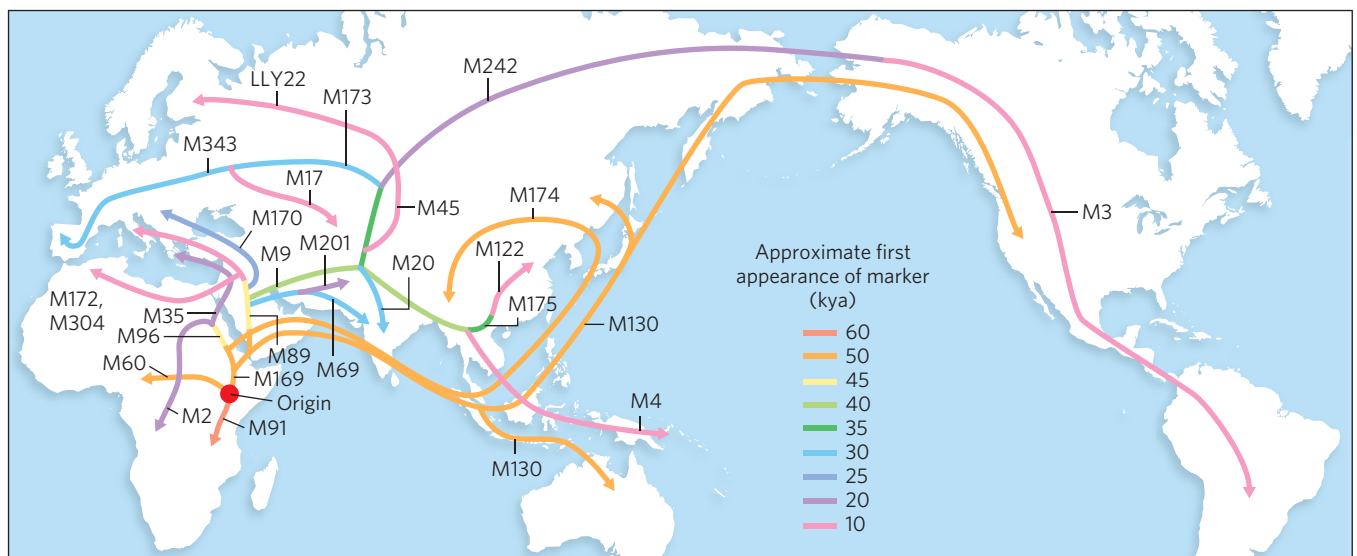 M242
LLY22
M173
M343
M17
M174
M45
M170
M3
M201
M9
M122
M20
M172,
M304
M175
M35
M130
M96
M89
M69
M60
M169
Origin
M2
M4
M91
M130
Approximate first
appearance of marker
(kya)
60
50
45
40
35
30
25
20
10